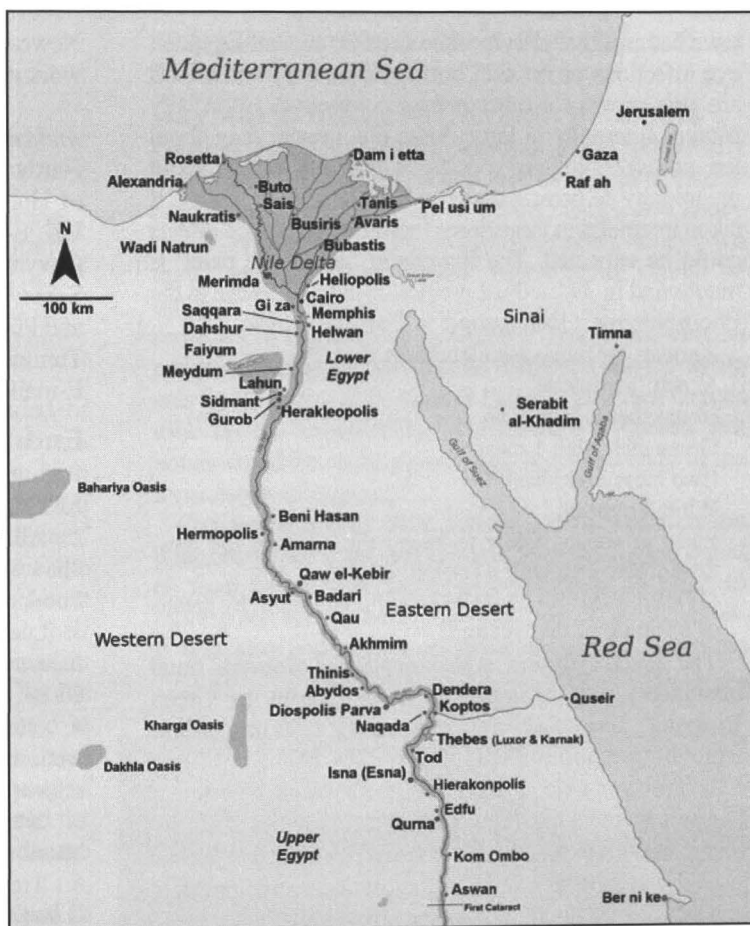 Mediterranean Sea
Jerusalem
Rosetta
Dam i etta
Gaza
Raf ah
Alexandria
Buto
Sais
Tanis
Pel usi um
Naukratis
Busiris
Avaris
N
Wadi Natrun
Bubastis
Nile Delta
Merimda
Heliopolis
100 km
Gi za
Cairo
Saqqara
Memphis
Sinai
Dahshur
Helwan
Timna
Faiyum
Lower
Egypt
Meydum
Lahun
Sidmant
Serabit
al-Khadim
Gurob
Herakleopolis
Gulf of Suez
Gulf of Aqaba
Bahariya Oasis
Beni Hasan
Hermopolis
Amarna
Qaw el-Kebir
Asyut
Badari
Eastern Desert
Qau
Western Desert
Red Sea
Akhmim
Thinis
Abydos
Dendera
Quseir
Diospolis Parva
Koptos
Naqada
Kharga Oasis
Thebes (Luxor & Karnak)
Tod
Dakhla Oasis
Isna (Esna)
Hierakonpolis
Edfu
Qurna
Upper
Egypt
Kom Ombo
Aswan
Ber ni ke
First Cataract